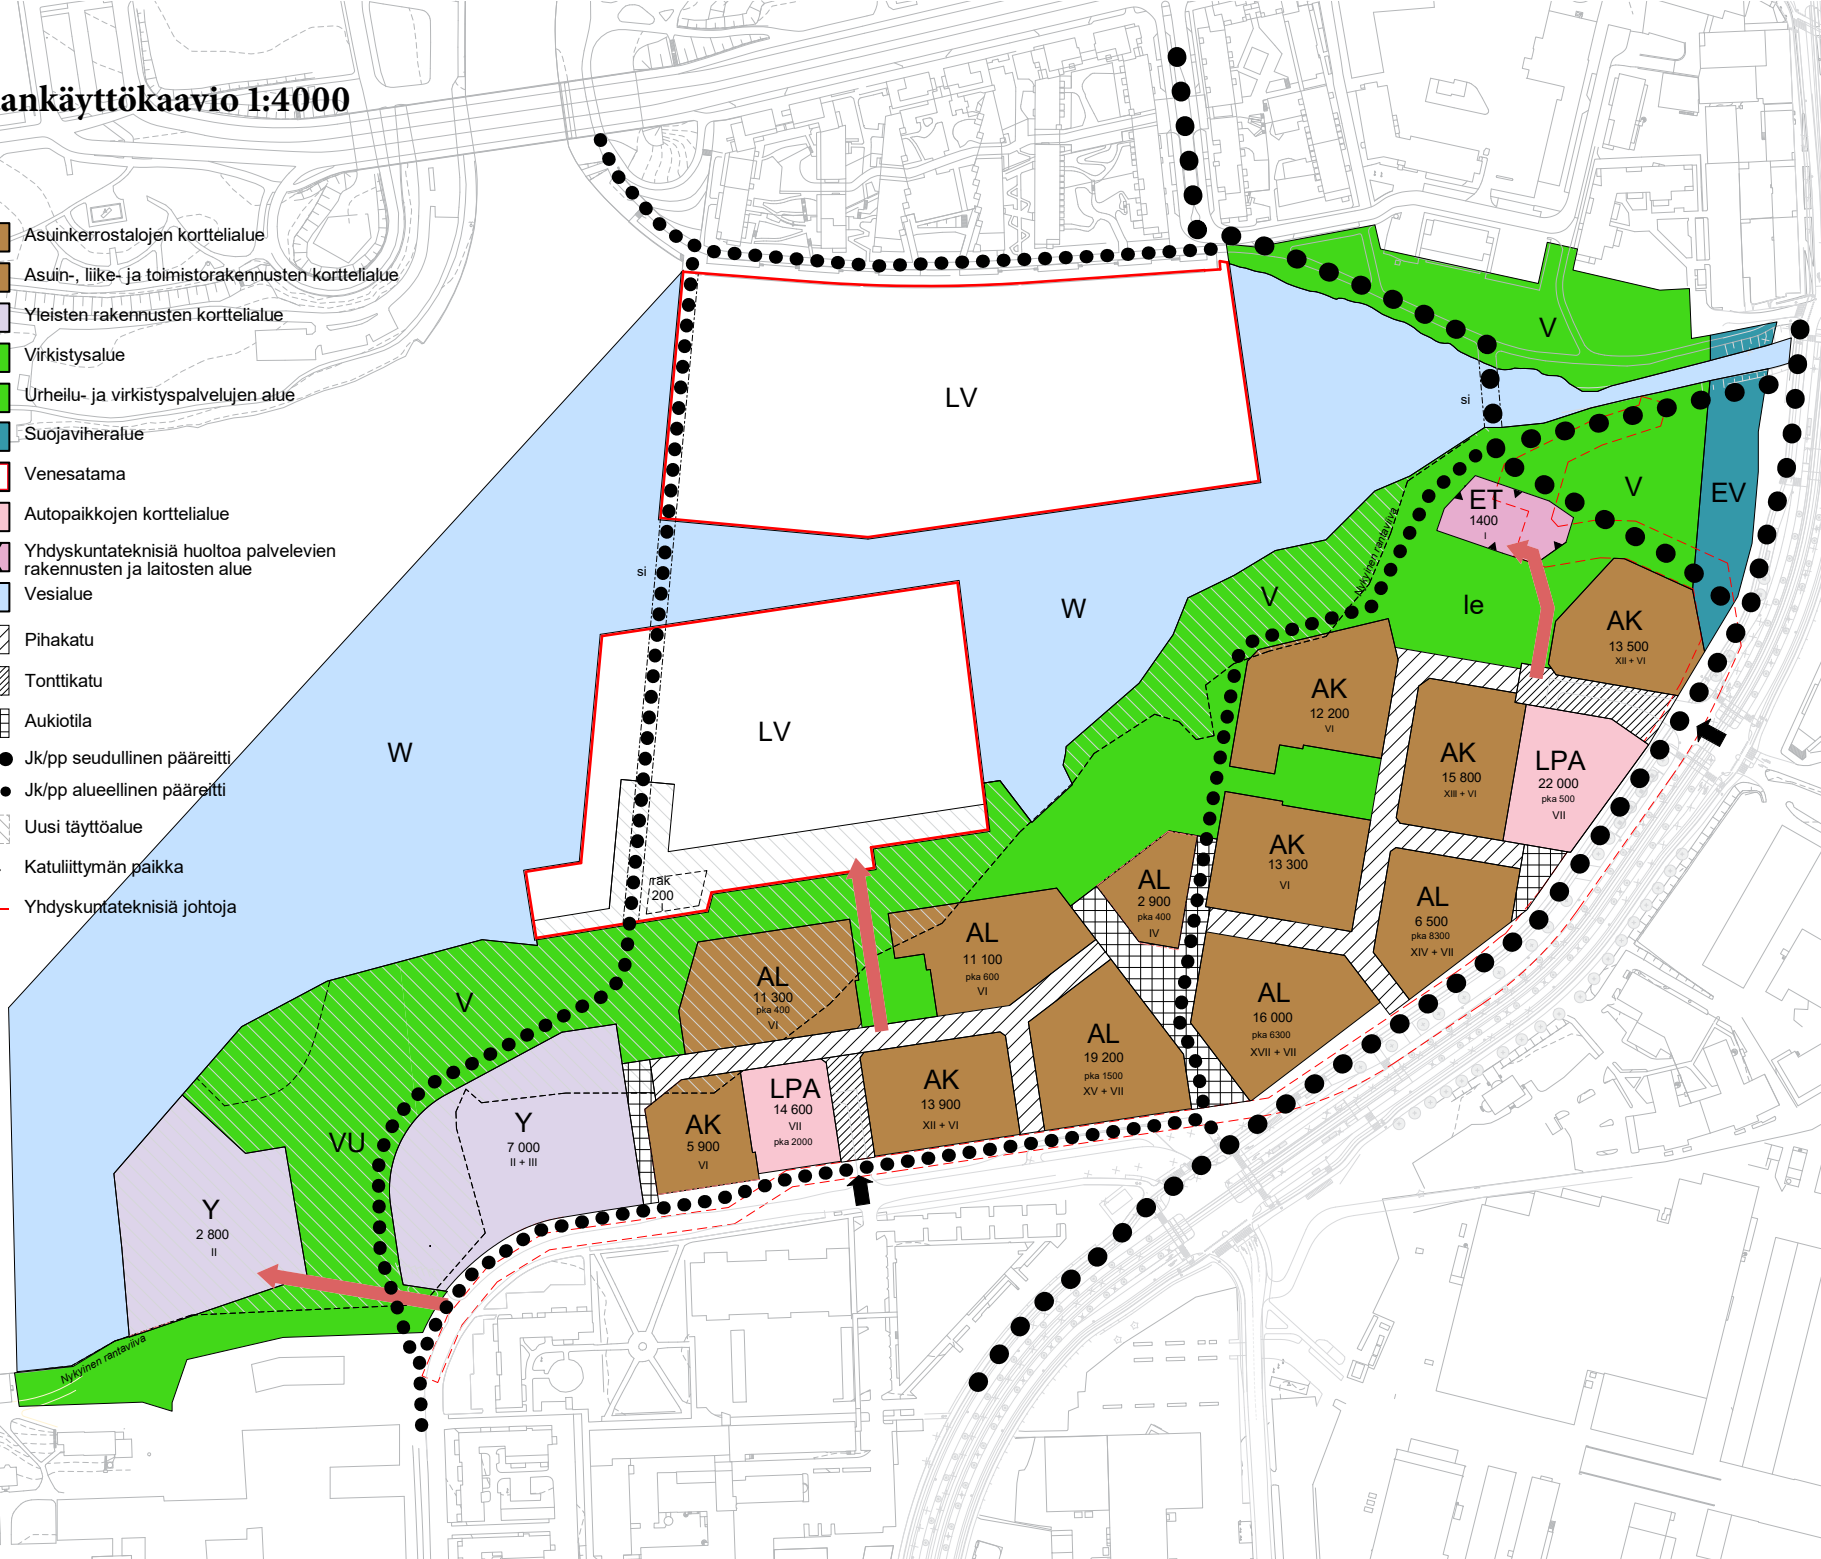 ankäyttökaavio 1:4000
Asuinkerrostalojen korttelialue
Asuin-, liike- ja toimistorakennusten korttelialue
Yleisten rakennusten korttelialue
Virkistysalue
Urheilu- ja virkistyspalvelujen alue
Suojaviheralue
Venesatama
Autopaikkojen korttelialue
Yhdyskuntateknisiä huoltoa palvelevien
rakennusten ja laitosten alue
Vesialue
Pihakatu
Tonttikatu
Aukiotila
Jk/pp seudullinen pääreitti
Jk/pp alueellinen pääreitti
Uusi täyttöalue
Katuliittymän paikka
Yhdyskuntateknisiä johtoja
V
LV
si
V
EV
ET
1400
I
Nykyinen rantaviiva
si
V
W
le
AK
13 500
XII + VI
AK
12 200
VI
LV
W
AK
15 800
XIII + VI
LPA
22 000
pka 500
VII
AK
13 300
VI
rak
200
I
AL
2 900
pka 400
IV
AL
6 500
pka 8300
XIV + VII
AL
11 100
pka 600
VI
AL
11 300
pka 400
VI
V
AL
16 000
pka 6300
XVII + VII
AL
19 200
pka 1500
XV + VII
AK
13 900
XII + VI
LPA
14 600
VII
pka 2000
AK
5 900
VI
Y
7 000
II + III
VU
Y
2 800
II
Nykyinen rantaviiva